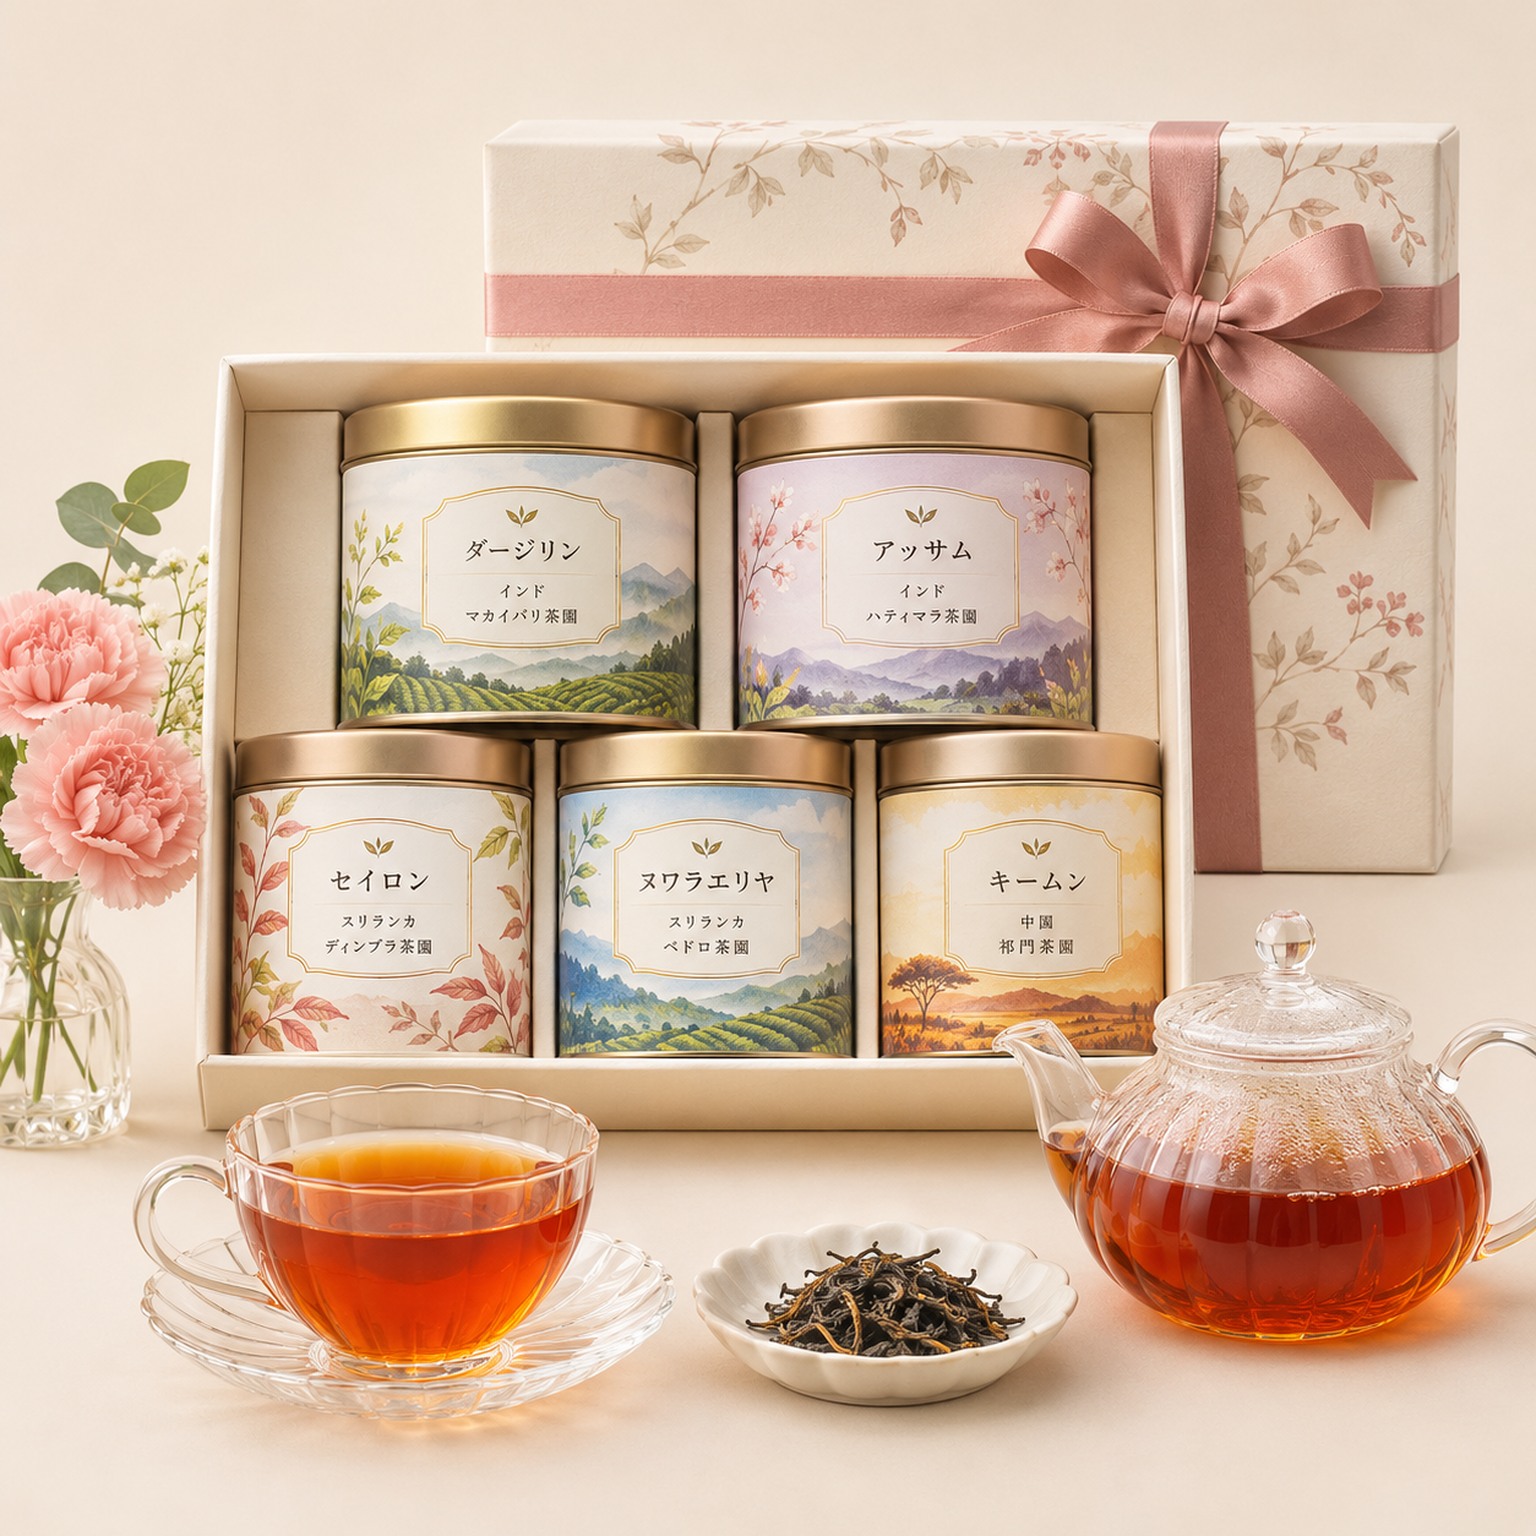 ダージリン
インド
マカイバリ茶園
アッサム
インド
ハティマラ茶園
セイロン
スリランカ
ディンブラ茶園
ヌワラエリヤ
スリランカ
ペドロ茶園
キームン
中国
祁門茶園